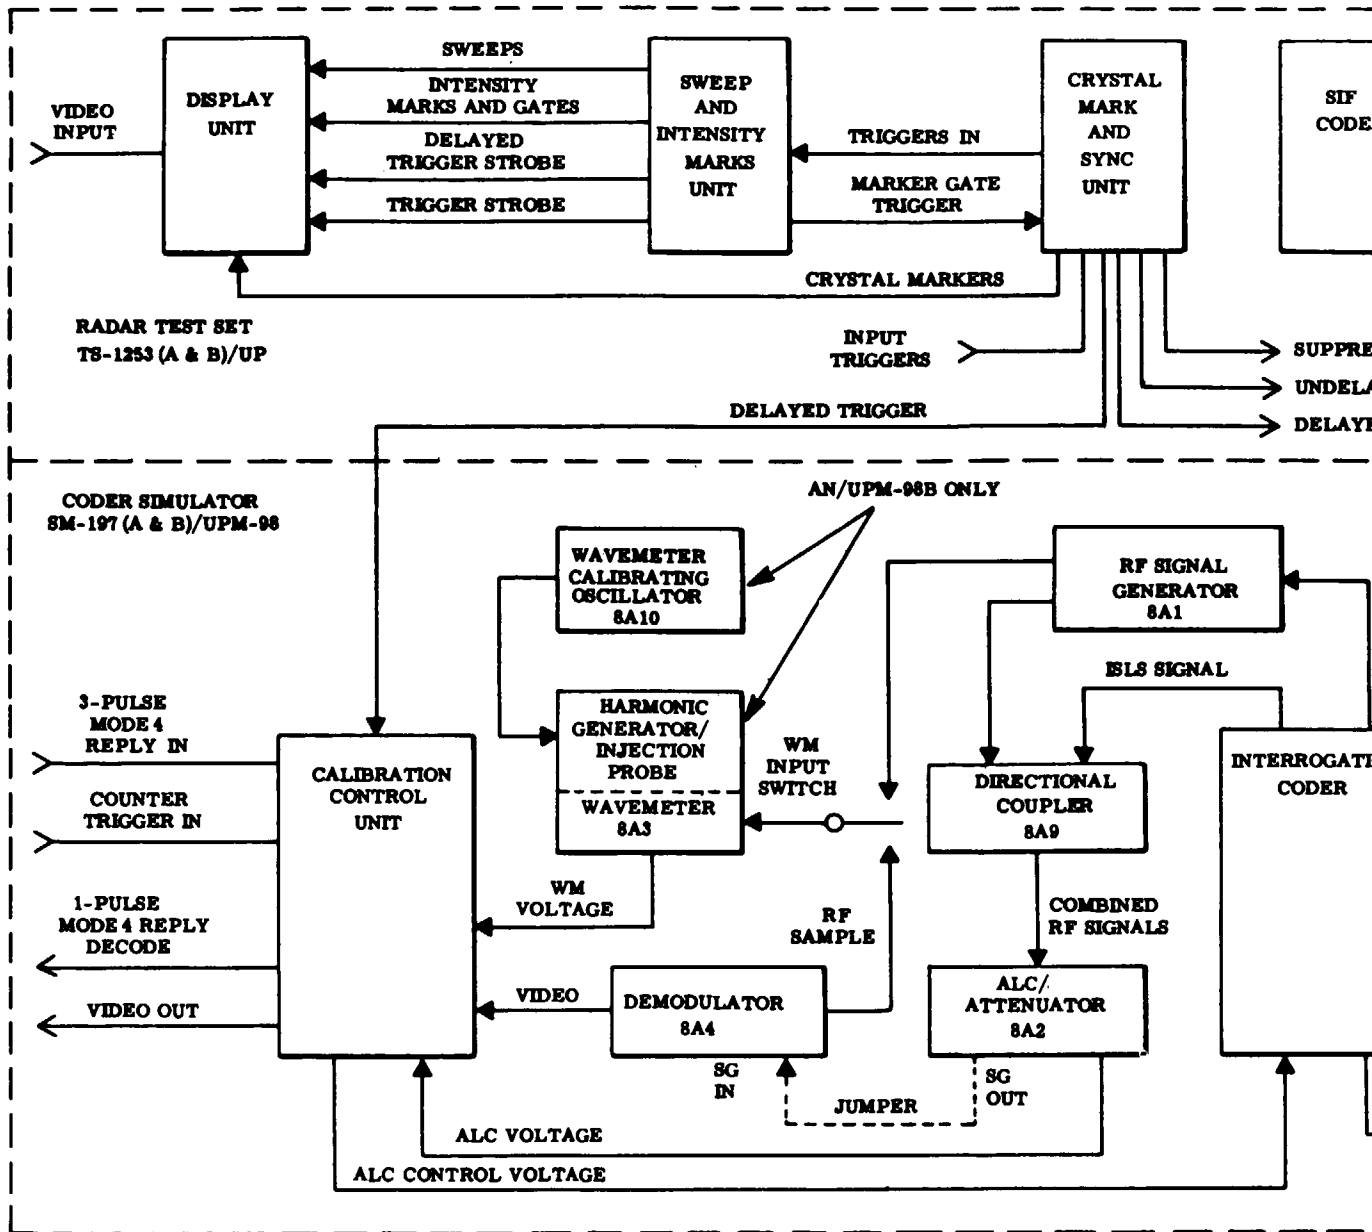 VIDEO
INPUT
DISPLAY
UNIT
SWEEPS
INTENSITY
MARKS AND GATES
DELAYED
TRIGGER STROBE
TRIGGER STROBE
SWEEP
AND
INTENSITY
MARKS
UNIT
TRIGGERS IN
MARKER GATE
TRIGGER
CRYSTAL
MARK
AND
SYNC
UNIT
SIF
CODE
CRYSTAL MARKERS
RADAR TEST SET
TS-1253 (A & B)/UP
INPUT
TRIGGERS
SUPPRE
UNDELA
DELAYE
DELAYED TRIGGER
CODER SIMULATOR
SM-197 (A & B)/UPM-98
AN/UPM-98B ONLY
WAVEMETER
CALIBRATING
OSCILLATOR
8A10
RF SIGNAL
GENERATOR
8A1
ISLS SIGNAL
3-PULSE
MODE 4
REPLY IN
COUNTER
TRIGGER IN
1-PULSE
MODE 4 REPLY
DECODE
VIDEO OUT
CALIBRATION
CONTROL
UNIT
HARMONIC
GENERATOR/
INJECTION
PROBE
WAVEMETER
8A3
WM
INPUT
SWITCH
DIRECTIONAL
COUPLER
8A9
INTERROGATI
CODER
WM
VOLTAGE
RF
SAMPLE
COMBINED
RF SIGNALS
VIDEO
DEMODULATOR
8A4
ALC/
ATTENUATOR
8A2
SG
IN
JUMPER
SG
OUT
ALC VOLTAGE
ALC CONTROL VOLTAGE